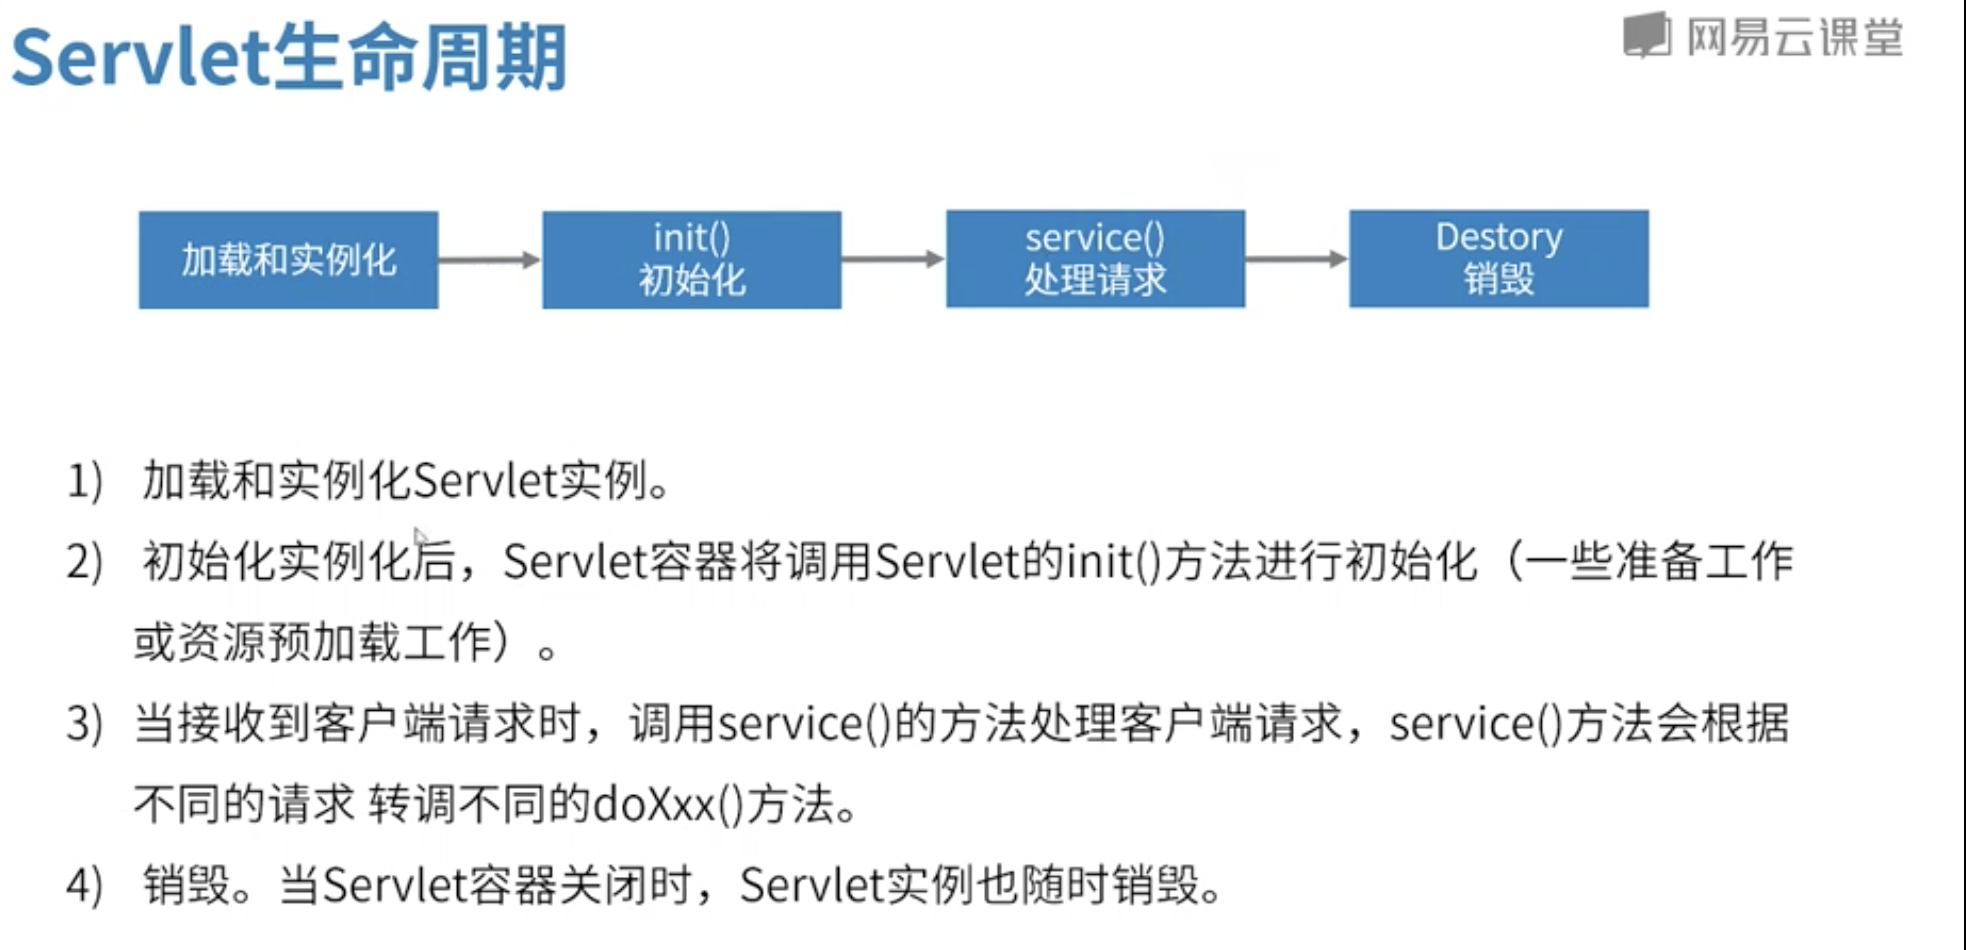 Servlet生命周期
网易云课堂
加载和实例化
init()
初始化
service()
处理请求
Destory
销毁
1) 加载和实例化Servlet实例。
2) 初始化实例化后，Servlet容器将调用Servlet的init()方法进行初始化（一些准备工作
或资源预加载工作）。
3) 当接收到客户端请求时，调用service()的方法处理客户端请求，service()方法会根据
不同的请求 转调不同的doXxx()方法。
4) 销毁。当Servlet容器关闭时，Servlet实例也随时销毁。